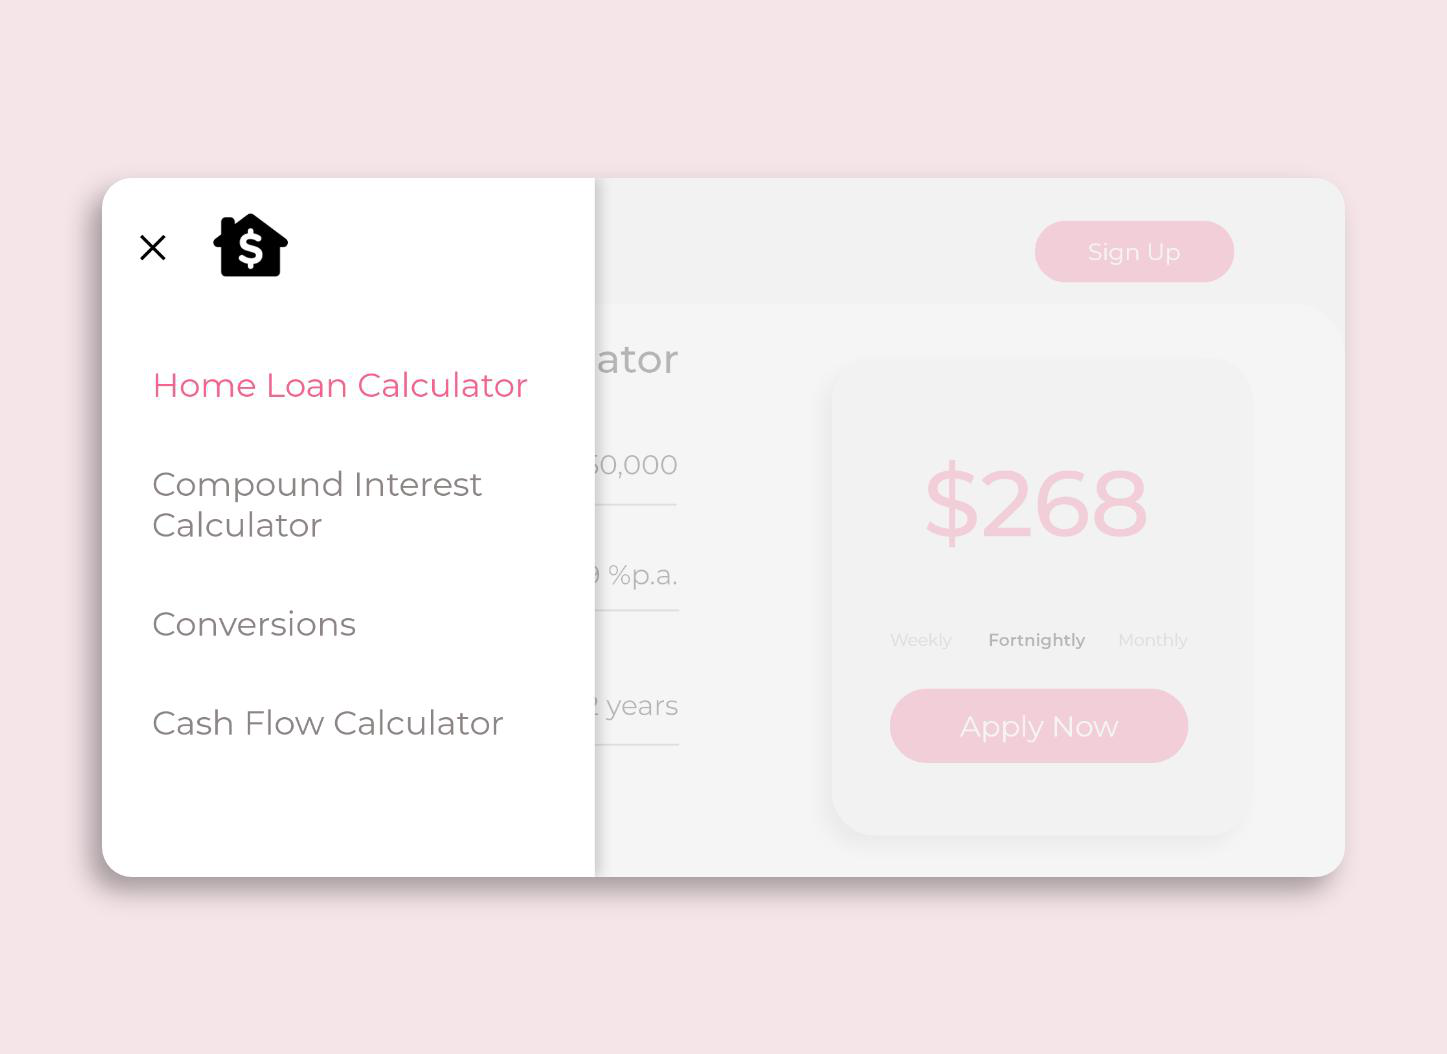 $
Sign Up
Home Loan Calculator
ator
Compound Interest
Calculator
50,000
$268
9 %p.a.
Conversions
Weekly Fortnightly Monthly
years
Cash Flow Calculator
Apply Now